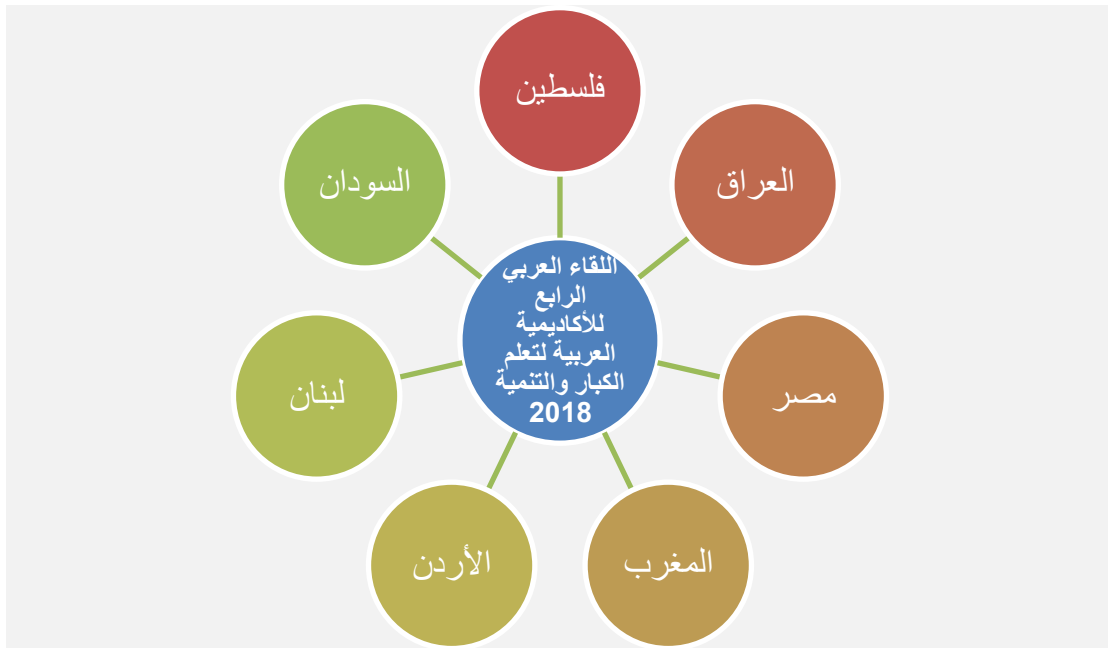 فلسطين
العراق
مصر
المغرب
الأردن
لبنان
السودان
اللقاء العربي
الرابع
للأكاديمية
العربية لتعلم
الكبار والتنمية
2018